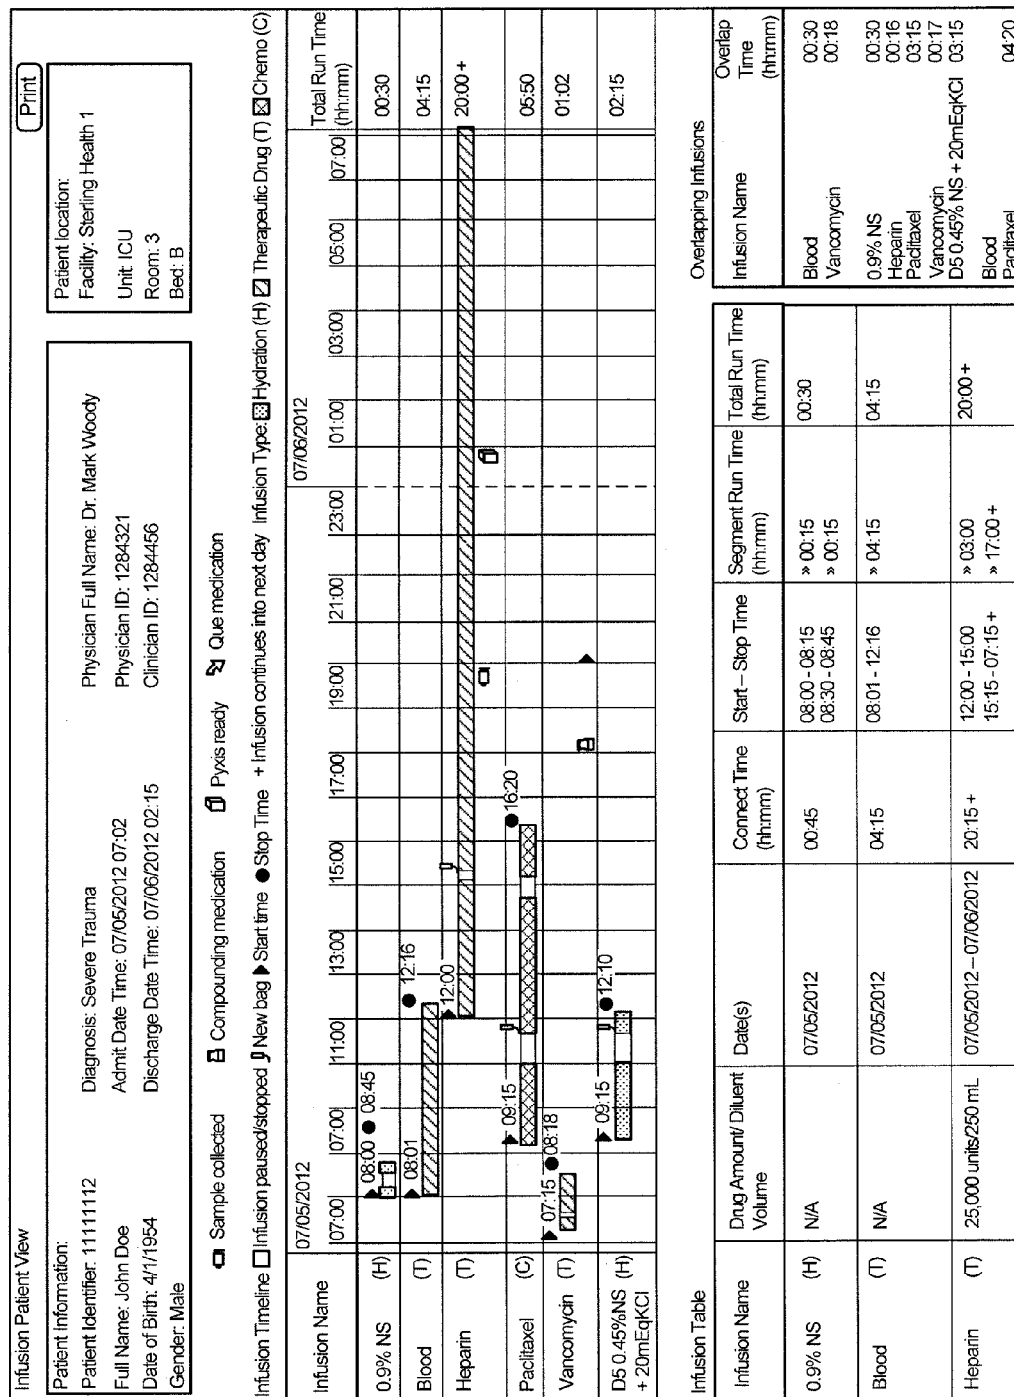 Infusion Patient View
Print
Patient Information:
Patient Identifier: 11111112
Full Name: John Doe
Date of Birth: 4/1/1954
Gender: Male
Diagnosis: Severe Trauma
Admit Date Time: 07/05/2012 07:02
Discharge Date Time: 07/06/2012 02:15
Physician Full Name: Dr. Mark Woody
Physician ID: 1284321
Clinician ID: 1284456
Patient location:
Facility: Sterling Health 1
Unit: ICU
Room: 3
Bed: B
Sample collected Compounding medication Pyxis ready Que medication
Infusion Timeline Infusion paused/stopped New bag Start time Stop Time + Infusion continues into next day Infusion Type: Hydration (H) Therapeutic Drug (T) Chemo (C)
Infusion Name 07/05/2012 07/06/2012 Total Run Time
(hh:mm)
07:00 07:00 11:00 13:00 15:00 17:00 19:00 21:00 23:00 01:00 03:00 05:00 07:00
0.9% NS (H) 08:00 08:45 00:30
Blood (T) 08:01 12:16 04:15
Heparin (T) 12:00 20:00 +
Paclitaxel (C) 09:15 16:20 05:50
Vancomycin (T) 07:15 08:18 01:02
D5 0.45%NS (H) 09:15 12:10 02:15
+ 20mEqKCl
Infusion Table
Overlapping Infusions
Infusion Name Drug Amount/ Diluent Volume Date(s) Connect Time (hh:mm) Start – Stop Time Segment Run Time (hh:mm) Total Run Time (hh:mm) Infusion Name Overlap Time (hh:mm)
0.9% NS (H) N/A 07/05/2012 00:45 08:00 - 08:15 » 00:15 00:30 Blood 00:30
08:30 - 08:45 » 00:15 Vancomycin 00:18
Blood (T) N/A 07/05/2012 04:15 08:01 - 12:16 » 04:15 04:15 0.9% NS 00:30
Heparin 00:16
Paclitaxel 03:15
Vancomycin 00:17
D5 0.45% NS + 20mEqKCl 03:15
Heparin (T) 25,000 units/250 mL 07/05/2012 – 07/06/2012 20:15 + 12:00 - 15:00 » 03:00 20:00 + Blood
15:15 - 07:15 + » 17:00 + Paclitaxel 04:20